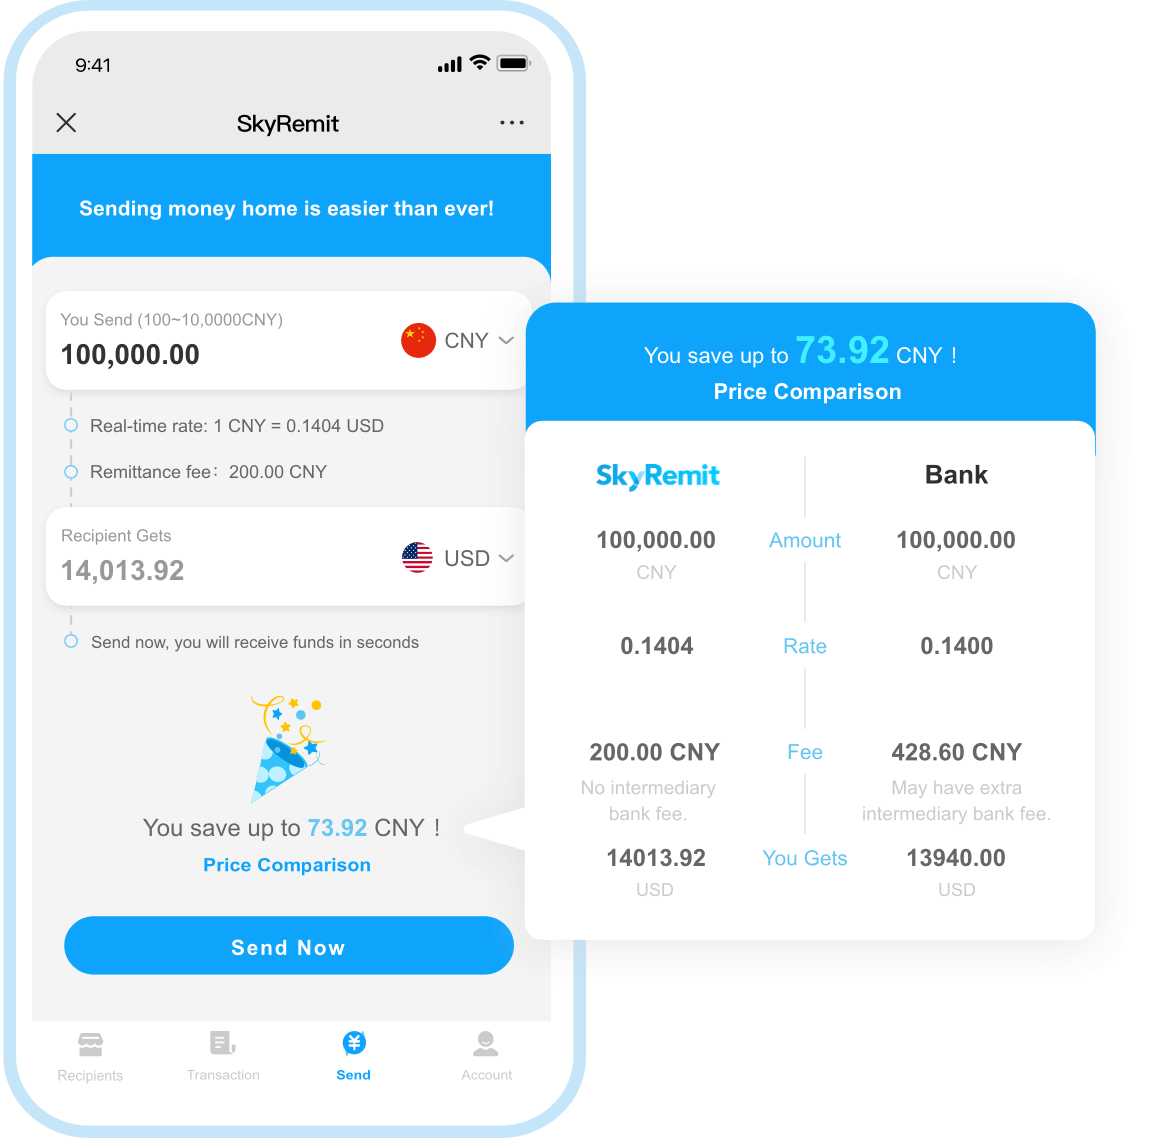 9:41
SkyRemit
Sending money home is easier than ever!
You Send (100~10,0000CNY)
100,000.00
CNY
Real-time rate: 1 CNY = 0.1404 USD
Remittance fee：200.00 CNY
Recipient Gets
14,013.92
USD
Send now, you will receive funds in seconds
You save up to 73.92 CNY！
Price Comparison
Send Now
Recipients
Transaction
Send
Account
You save up to 73.92 CNY！
Price Comparison
SkyRemit
Bank
100,000.00 Amount 100,000.00
CNY CNY
0.1404 Rate 0.1400
200.00 CNY Fee 428.60 CNY
No intermediary May have extra
bank fee. intermediary bank fee.
14013.92 You Gets 13940.00
USD USD